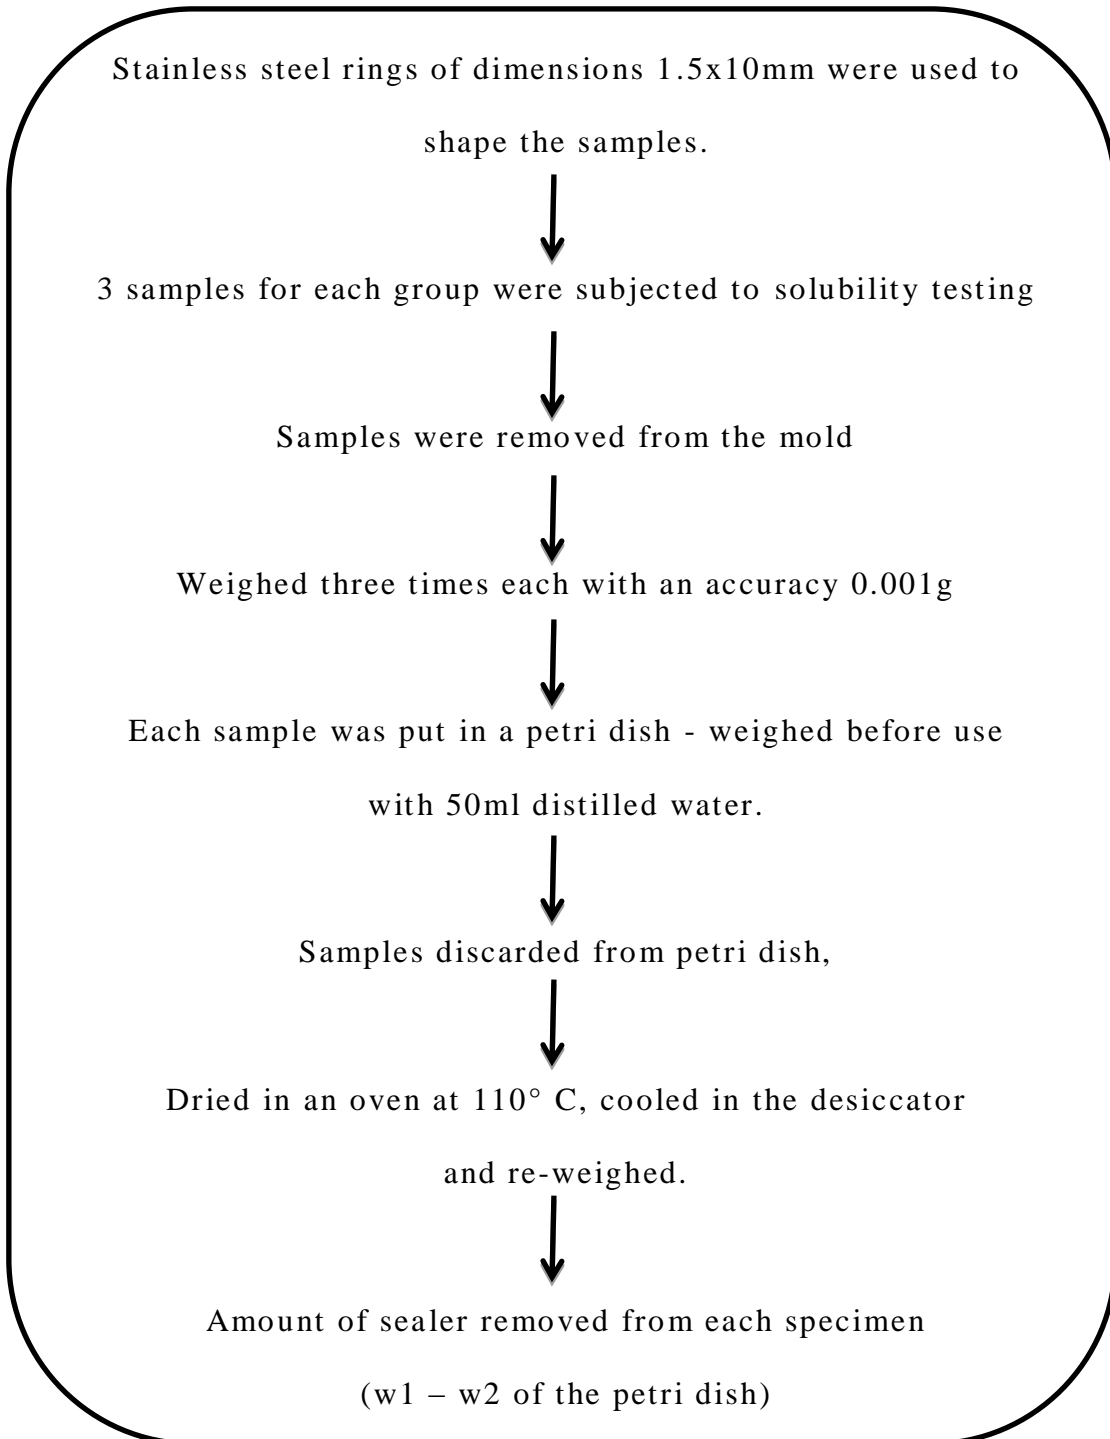 Stainless steel rings of dimensions 1.5x10mm were used to
shape the samples.
3 samples for each group were subjected to solubility testing
Samples were removed from the mold
Weighed three times each with an accuracy 0.001g
Each sample was put in a petri dish - weighed before use
with 50ml distilled water.
Samples discarded from petri dish,
Dried in an oven at 110° C, cooled in the desiccator
and re-weighed.
Amount of sealer removed from each specimen
(w1 – w2 of the petri dish)